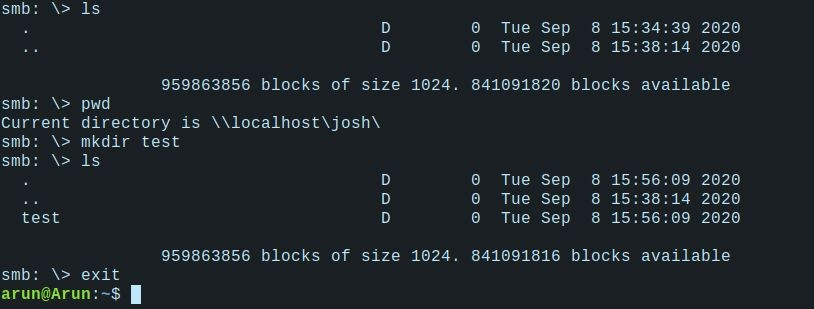 smb: \> ls
  .                                   D        0  Tue Sep  8 15:34:39 2020
  ..                                  D        0  Tue Sep  8 15:38:14 2020

                959863856 blocks of size 1024. 841091820 blocks available
smb: \> pwd
Current directory is \\localhost\josh\
smb: \> mkdir test
smb: \> ls
  .                                   D        0  Tue Sep  8 15:56:09 2020
  ..                                  D        0  Tue Sep  8 15:38:14 2020
  test                                D        0  Tue Sep  8 15:56:09 2020

                959863856 blocks of size 1024. 841091816 blocks available
smb: \> exit
arun@Arun:~$